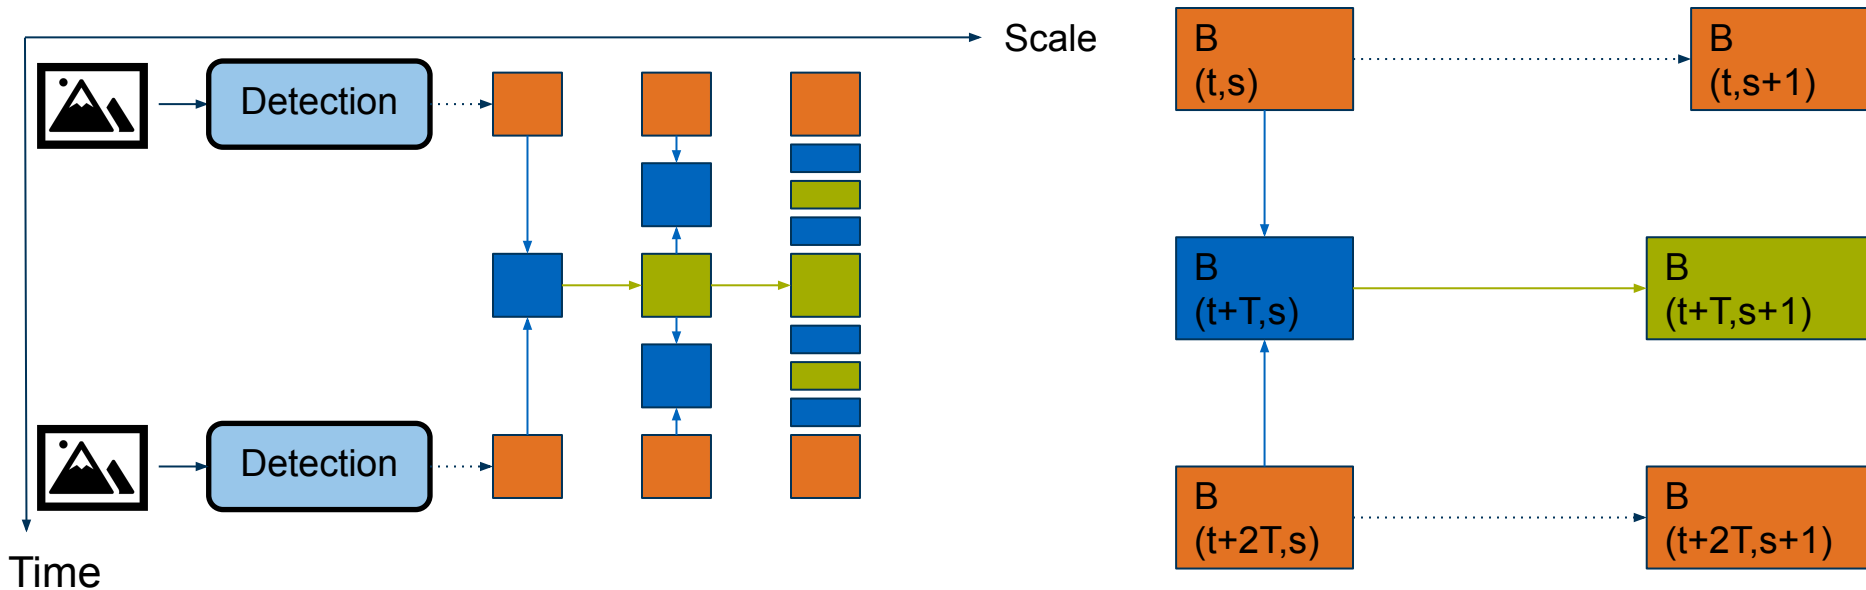 Scale
Detection
Detection
Time
B
(t,s)
B
(t,s+1)
B
(t+T,s)
B
(t+T,s+1)
B
(t+2T,s)
B
(t+2T,s+1)